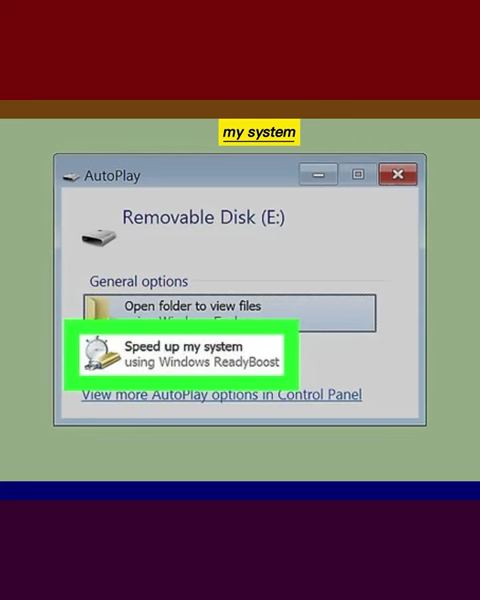 my system
AutoPlay
Removable Disk (E:)
General options
Open folder to view files
Speed up my system
using Windows ReadyBoost
View more AutoPlay options in Control Panel